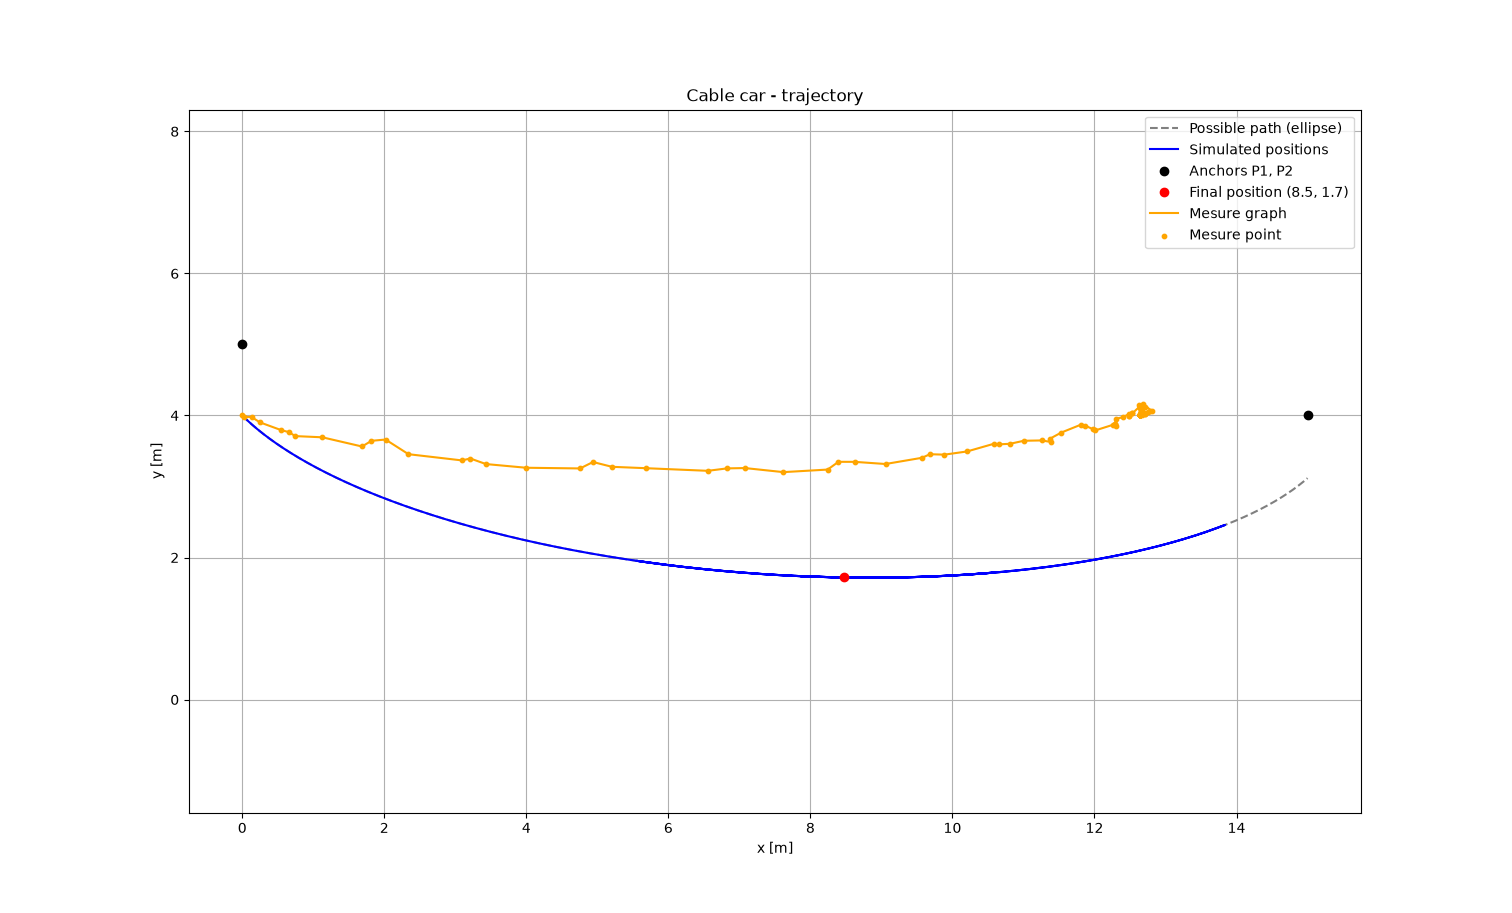 Cable car - trajectory
Possible path (ellipse)
Simulated positions
Anchors P1, P2
Final position (8.5, 1.7)
Mesure graph
Mesure point
8
6
4
2
0
y [m]
0 2 4 6 8 10 12 14
x [m]